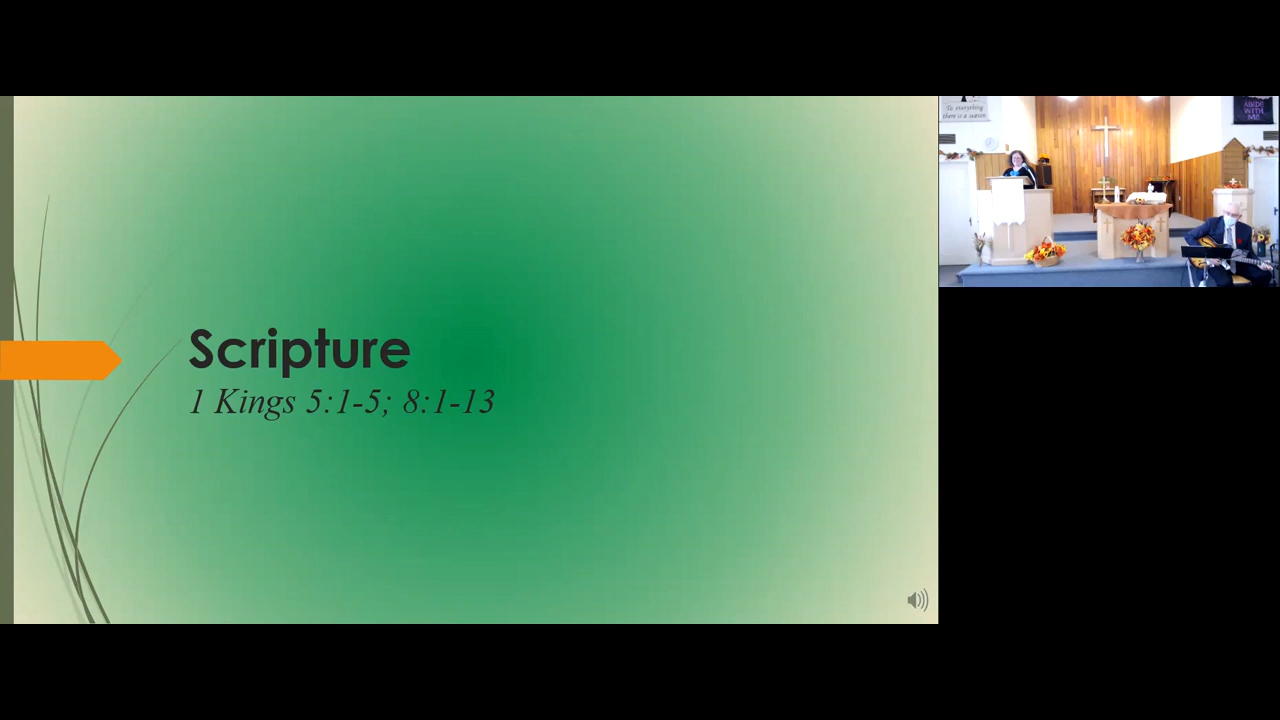 Scripture
1 Kings 5:1-5; 8:1-13
To everything
there is a season
ABIDE
WITH
ME